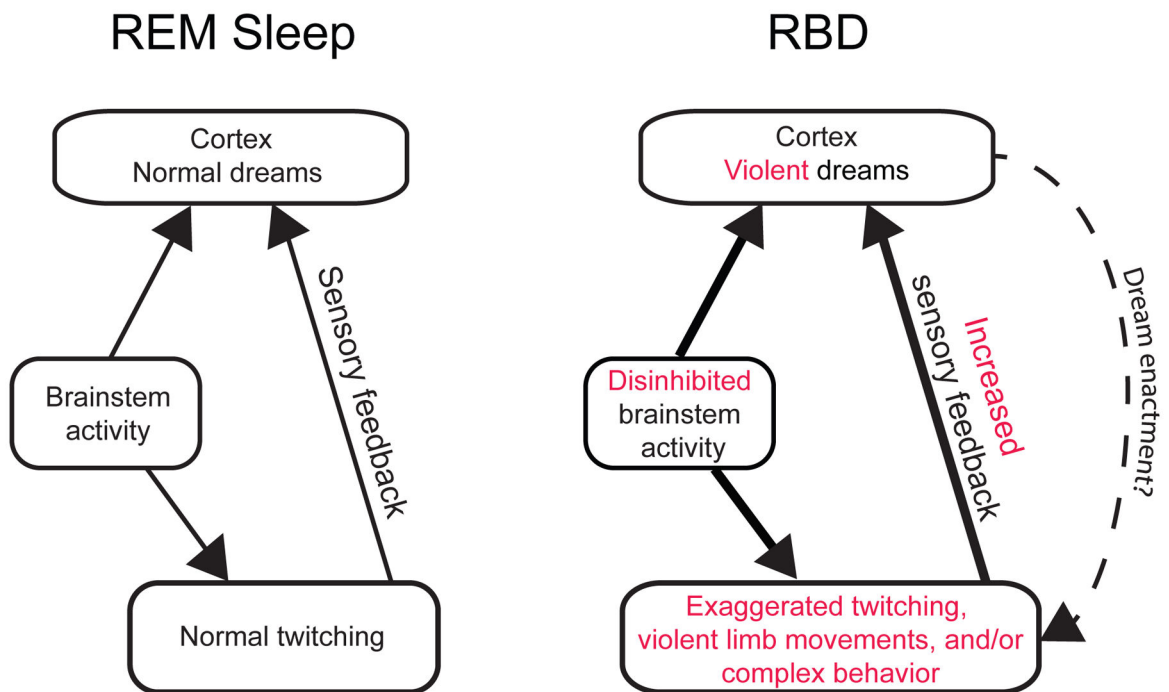 REM Sleep
Cortex
Normal dreams
Sensory feedback
Brainstem
activity
Normal twitching
RBD
Cortex
Violent dreams
Disinhibited
brainstem
activity
Increased
sensory feedback
Dream enactment?
Exaggerated twitching,
violent limb movements, and/or
complex behavior